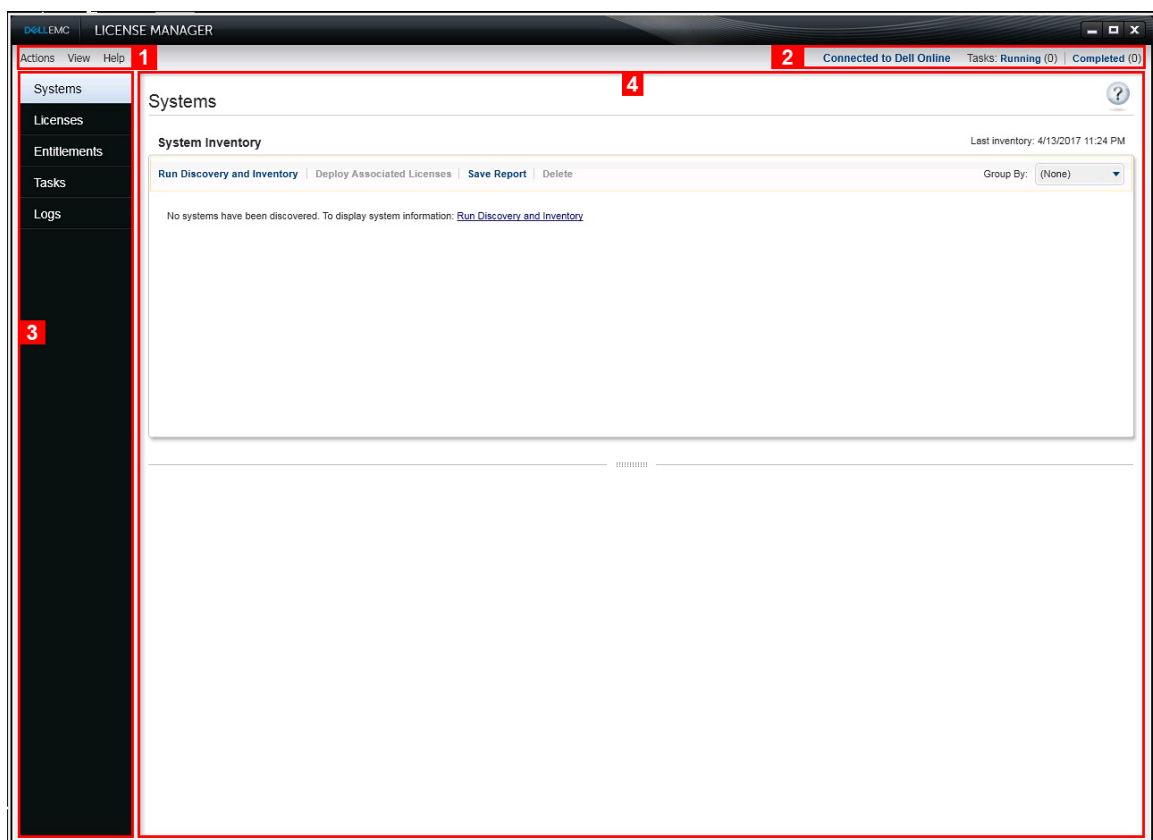 DELLEMC LICENSE MANAGER
Actions View Help 1 2 Connected to Dell Online Tasks: Running (0) | Completed (0)
4
Systems
Licenses
Entitlements
Tasks
Logs
3
Systems ?
System Inventory Last inventory: 4/13/2017 11:24 PM
Run Discovery and Inventory | Deploy Associated Licenses | Save Report | Delete Group By: (None)
No systems have been discovered. To display system information: Run Discovery and Inventory